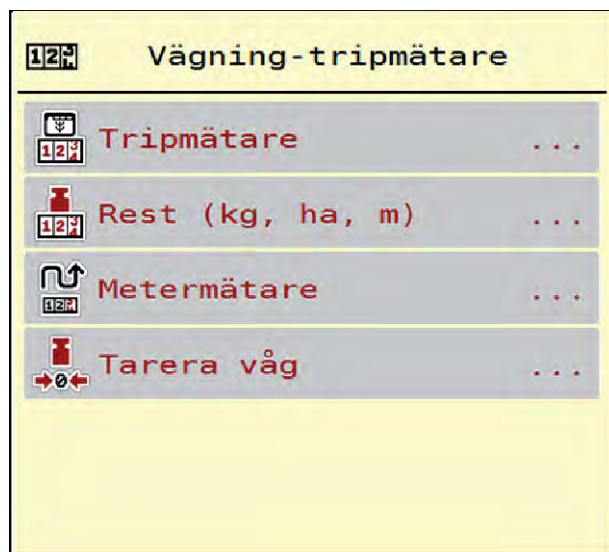 Vägning-tripmätare
Tripmätare ...
Rest (kg, ha, m) ...
Metermätare ...
Tarera våg ...